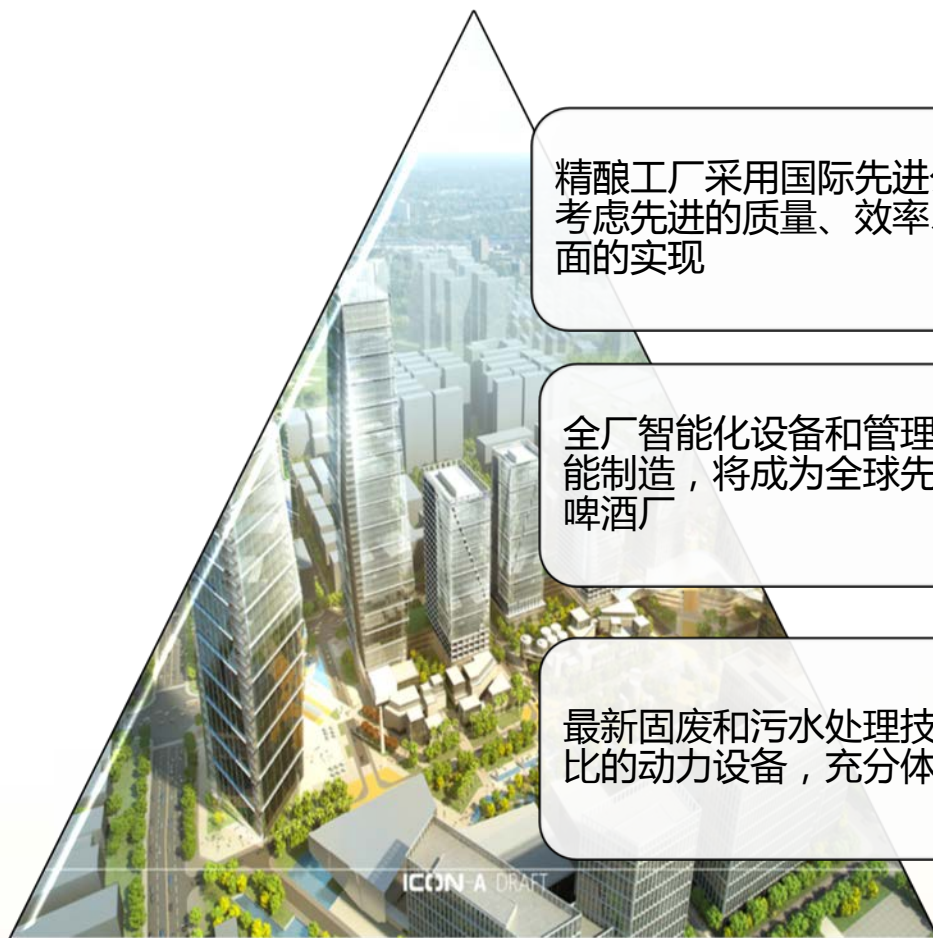 精酿工厂采用国际先进
考虑先进的质量、效率
面的实现
全厂智能化设备和管理
能制造，将成为全球先
啤酒厂
最新固废和污水处理技
比的动力设备，充分体
ICON-A DRAFT